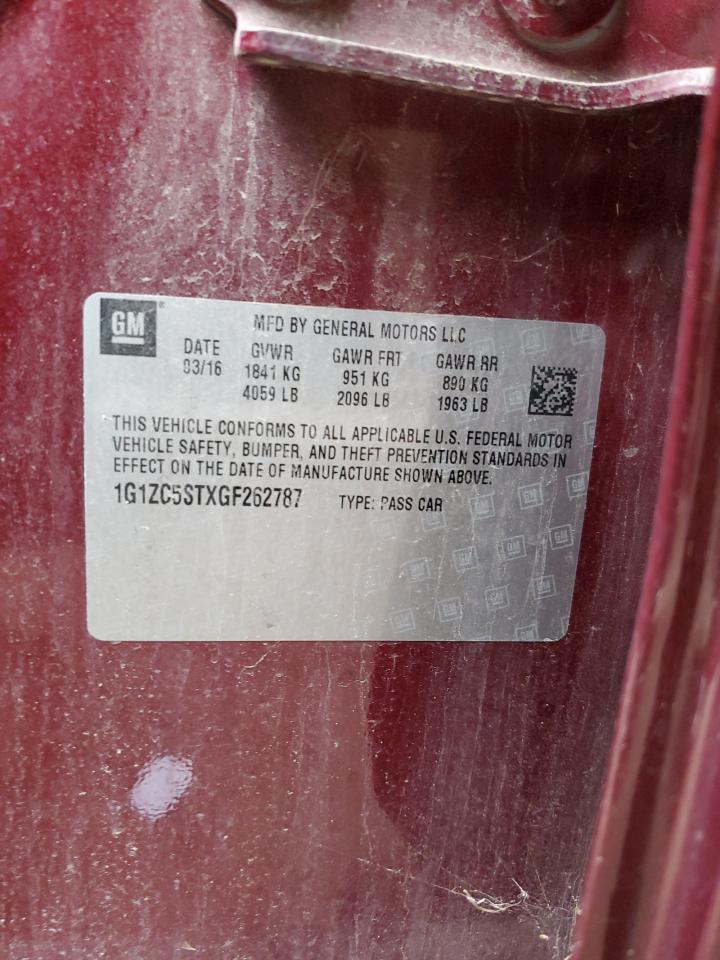 GM
MFD BY GENERAL MOTORS LLC
DATE GVWR GAWR FRT GAWR RR
03/16 1841 KG 951 KG 890 KG
4059 LB 2096 LB 1963 LB
THIS VEHICLE CONFORMS TO ALL APPLICABLE U.S. FEDERAL MOTOR
VEHICLE SAFETY, BUMPER, AND THEFT PREVENTION STANDARDS IN
EFFECT ON THE DATE OF MANUFACTURE SHOWN ABOVE.
1G1ZC5STXGF262787 TYPE: PASS CAR